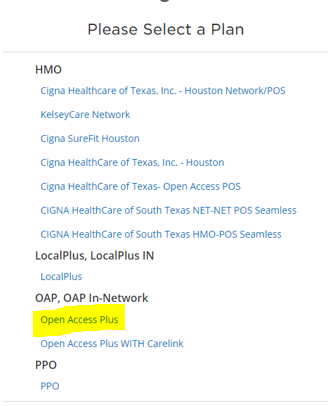 Please Select a Plan
HMO
Cigna Healthcare of Texas, Inc. - Houston Network/POS
KelseyCare Network
Cigna SureFit Houston
Cigna HealthCare of Texas, Inc. - Houston
Cigna HealthCare of Texas- Open Access POS
CIGNA HealthCare of South Texas NET-NET POS Seamless
CIGNA HealthCare of South Texas HMO-POS Seamless
LocalPlus, LocalPlus IN
LocalPlus
OAP, OAP In-Network
Open Access Plus
Open Access Plus WITH Carelink
PPO
PPO